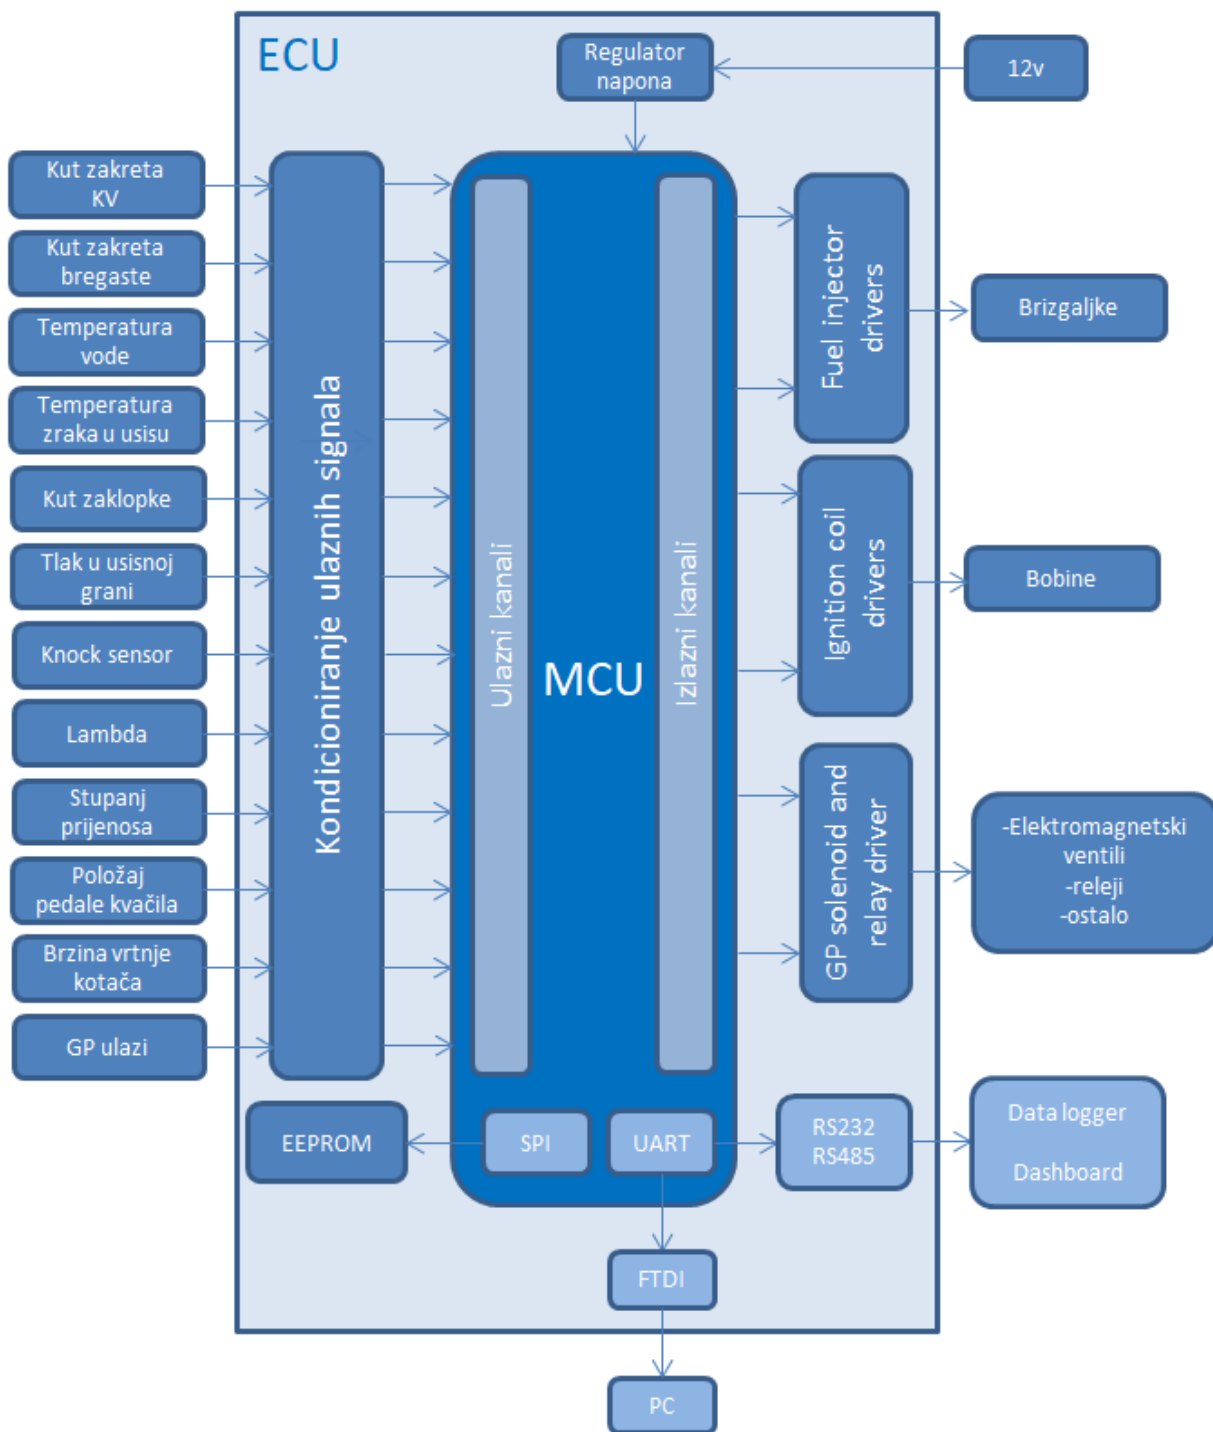 ECU
Regulator
napona
12v
Kut zakreta
KV
Kut zakreta
bregaste
Temperatura
vode
Temperatura
zraka u usisu
Kut zaklopke
Tlak u usisnoj
grani
Knock sensor
Lambda
Stupanj
prijenosa
Položaj
pedale kvačila
Brzina vrtnje
kotača
GP ulazi
Kondicioniranje ulaznih signala
Ulazni kanali
MCU
Izlazni kanali
Fuel injector
drivers
Brizgaljke
Ignition coil
drivers
Bobine
GP solenoid and
relay driver
-Elektromagnetski
ventili
-releji
-ostalo
EEPROM
SPI
UART
RS232
RS485
Data logger
Dashboard
FTDI
PC